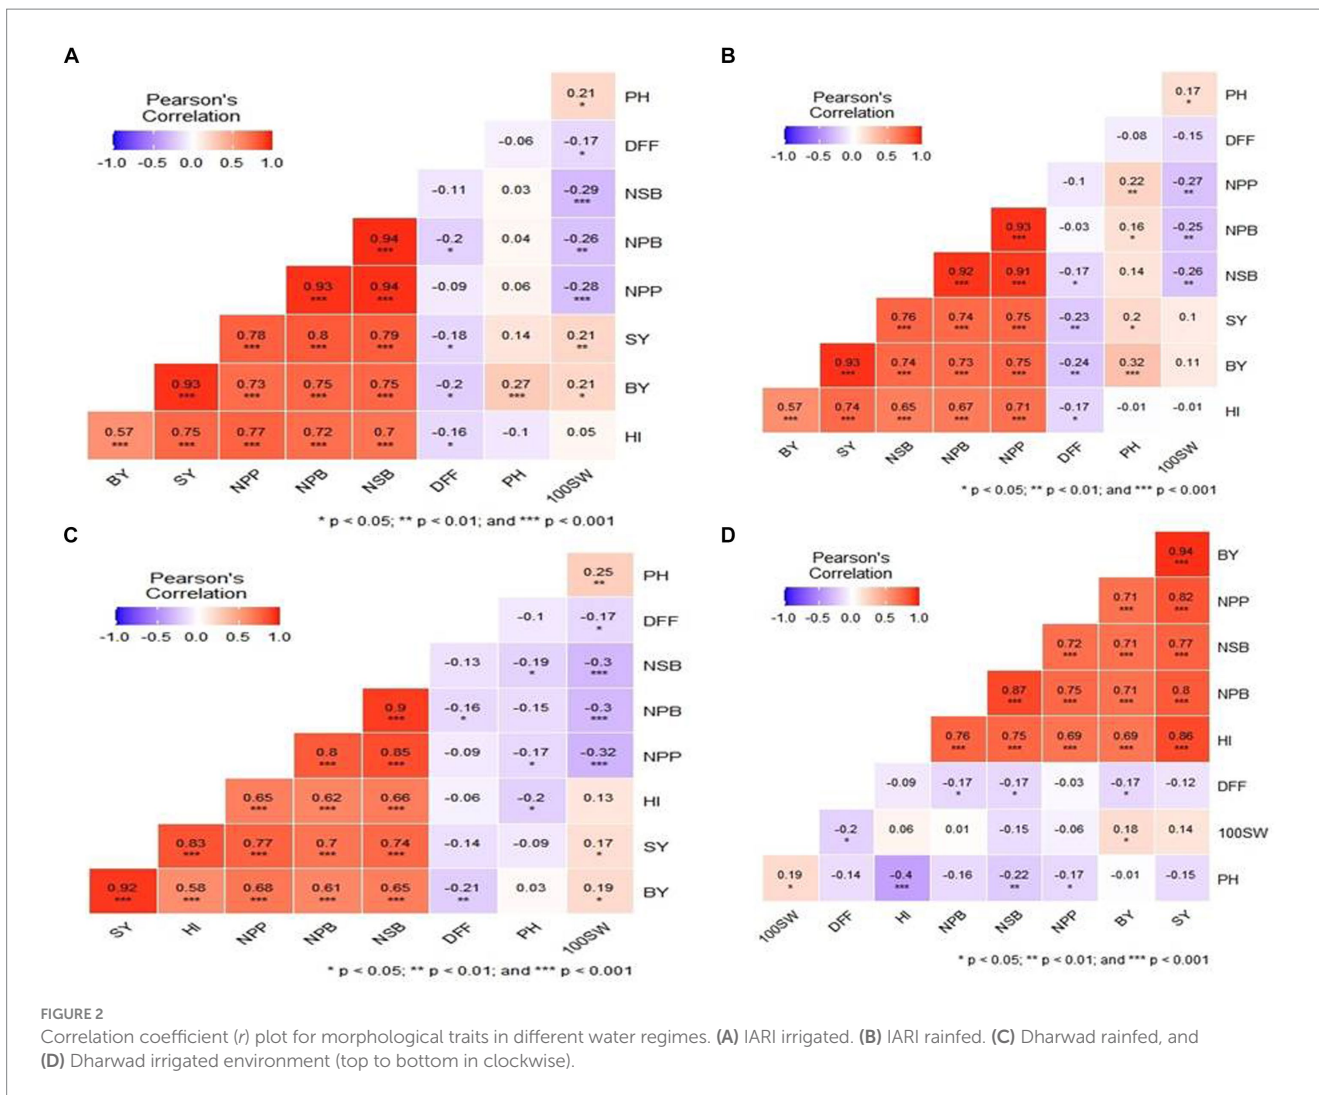 A
Pearson's
Correlation
-1.0 -0.5 0.0 0.5 1.0
0.21 PH
*
-0.06 -0.17 DFF
*
-0.11 0.03 -0.29 NSB
***
0.94 -0.2 0.04 -0.26 NPB
*** * **
0.93 0.94 -0.09 0.06 -0.28 NPP
*** *** ***
0.78 0.8 0.79 -0.18 0.14 0.21 SY
*** *** *** * **
0.93 0.73 0.75 0.75 -0.2 0.27 0.21 BY
*** *** *** *** * *** *
0.57 0.75 0.77 0.72 0.7 -0.16 -0.1 0.05 HI
*** *** *** *** *** *
BY SY NPP NPB NSB DFF PH 100SW
* p < 0.05; ** p < 0.01; and *** p < 0.001
B
Pearson's
Correlation
-1.0 -0.5 0.0 0.5 1.0
0.17 PH
*
-0.08 -0.15 DFF
-0.1 0.22 -0.27 NPP
** **
0.93 -0.03 0.16 -0.25 NPB
*** * **
0.92 0.91 -0.17 0.14 -0.26 NSB
*** *** * **
0.76 0.74 0.75 -0.23 0.2 0.1 SY
*** *** *** ** *
0.93 0.74 0.73 0.75 -0.24 0.32 0.11 BY
*** *** *** *** ** ***
0.57 0.74 0.65 0.67 0.71 -0.17 -0.01 -0.01 HI
*** *** *** *** *** *
BY SY NSB NPB NPP DFF PH 100SW
* p < 0.05; ** p < 0.01; and *** p < 0.001
C
Pearson's
Correlation
-1.0 -0.5 0.0 0.5 1.0
0.25 PH
**
-0.1 -0.17 DFF
*
-0.13 -0.19 -0.3 NSB
* ***
0.9 -0.16 -0.15 -0.3 NPB
*** * ***
0.8 0.85 -0.09 -0.17 -0.32 NPP
*** *** * ***
0.65 0.62 0.66 -0.06 -0.2 0.13 HI
*** *** *** *
0.83 0.77 0.7 0.74 -0.14 -0.09 0.17 SY
*** *** *** *** *
0.92 0.58 0.68 0.61 0.65 -0.21 0.03 0.19 BY
*** *** *** *** *** ** *
SY HI NPP NPB NSB DFF PH 100SW
* p < 0.05; ** p < 0.01; and *** p < 0.001
D
Pearson's
Correlation
-1.0 -0.5 0.0 0.5 1.0
0.94 BY
***
0.71 0.82 NPP
*** ***
0.72 0.71 0.77 NSB
*** *** ***
0.87 0.75 0.71 0.8 NPB
*** *** *** ***
0.76 0.75 0.69 0.69 0.86 HI
*** *** *** *** ***
-0.09 -0.17 -0.17 -0.03 -0.17 -0.12 DFF
* * *
-0.2 0.06 0.01 -0.15 -0.06 0.18 0.14 100SW
* *
0.19 -0.14 -0.4 -0.16 -0.22 -0.17 -0.01 -0.15 PH
* *** ** *
100SW DFF HI NPB NSB NPP BY SY
* p < 0.05; ** p < 0.01; and *** p < 0.001
FIGURE 2
Correlation coefficient (r) plot for morphological traits in different water regimes. (A) IARI irrigated. (B) IARI rainfed. (C) Dharwad rainfed, and
(D) Dharwad irrigated environment (top to bottom in clockwise).